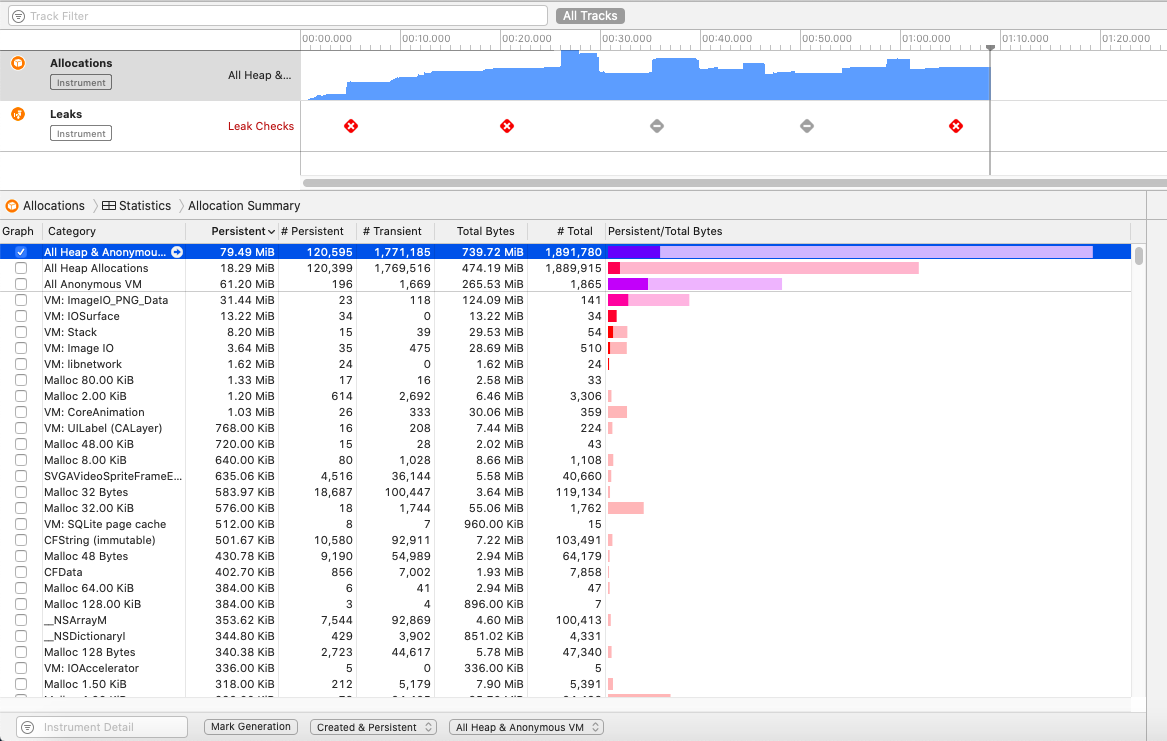 Track Filter All Tracks
00:00.000 00:10.000 00:20.000 00:30.000 00:40.000 00:50.000 01:00.000 01:10.000 01:20.000
Allocations
Instrument
All Heap &...
Leaks
Instrument
Leak Checks
Allocations Statistics Allocation Summary
Graph Category Persistent # Persistent # Transient Total Bytes # Total Persistent/Total Bytes
All Heap & Anonymou... 79.49 MiB 120,595 1,771,185 739.72 MiB 1,891,780
All Heap Allocations 18.29 MiB 120,399 1,769,516 474.19 MiB 1,889,915
All Anonymous VM 61.20 MiB 196 1,669 265.53 MiB 1,865
VM: ImageIO_PNG_Data 31.44 MiB 23 118 124.09 MiB 141
VM: IOSurface 13.22 MiB 34 0 13.22 MiB 34
VM: Stack 8.20 MiB 15 39 29.53 MiB 54
VM: Image IO 3.64 MiB 35 475 28.69 MiB 510
VM: libnetwork 1.62 MiB 24 0 1.62 MiB 24
Malloc 80.00 KiB 1.33 MiB 17 16 2.58 MiB 33
Malloc 2.00 KiB 1.20 MiB 614 2,692 6.46 MiB 3,306
VM: CoreAnimation 1.03 MiB 26 333 30.06 MiB 359
VM: UILabel (CALayer) 768.00 KiB 16 208 7.44 MiB 224
Malloc 48.00 KiB 720.00 KiB 15 28 2.02 MiB 43
Malloc 8.00 KiB 640.00 KiB 80 1,028 8.66 MiB 1,108
SVGAVideoSpriteFrameE... 635.06 KiB 4,516 36,144 5.58 MiB 40,660
Malloc 32 Bytes 583.97 KiB 18,687 100,447 3.64 MiB 119,134
Malloc 32.00 KiB 576.00 KiB 18 1,744 55.06 MiB 1,762
VM: SQLite page cache 512.00 KiB 8 7 960.00 KiB 15
CFString (immutable) 501.67 KiB 10,580 92,911 7.22 MiB 103,491
Malloc 48 Bytes 430.78 KiB 9,190 54,989 2.94 MiB 64,179
CFData 402.70 KiB 856 7,002 1.93 MiB 7,858
Malloc 64.00 KiB 384.00 KiB 6 41 2.94 MiB 47
Malloc 128.00 KiB 384.00 KiB 3 4 896.00 KiB 7
__NSArrayM 353.62 KiB 7,544 92,869 4.60 MiB 100,413
__NSDictionaryI 344.80 KiB 429 3,902 851.02 KiB 4,331
Malloc 128 Bytes 340.38 KiB 2,723 44,617 5.78 MiB 47,340
VM: IOAccelerator 336.00 KiB 5 0 336.00 KiB 5
Malloc 1.50 KiB 318.00 KiB 212 5,179 7.90 MiB 5,391
Instrument Detail Mark Generation Created & Persistent All Heap & Anonymous VM